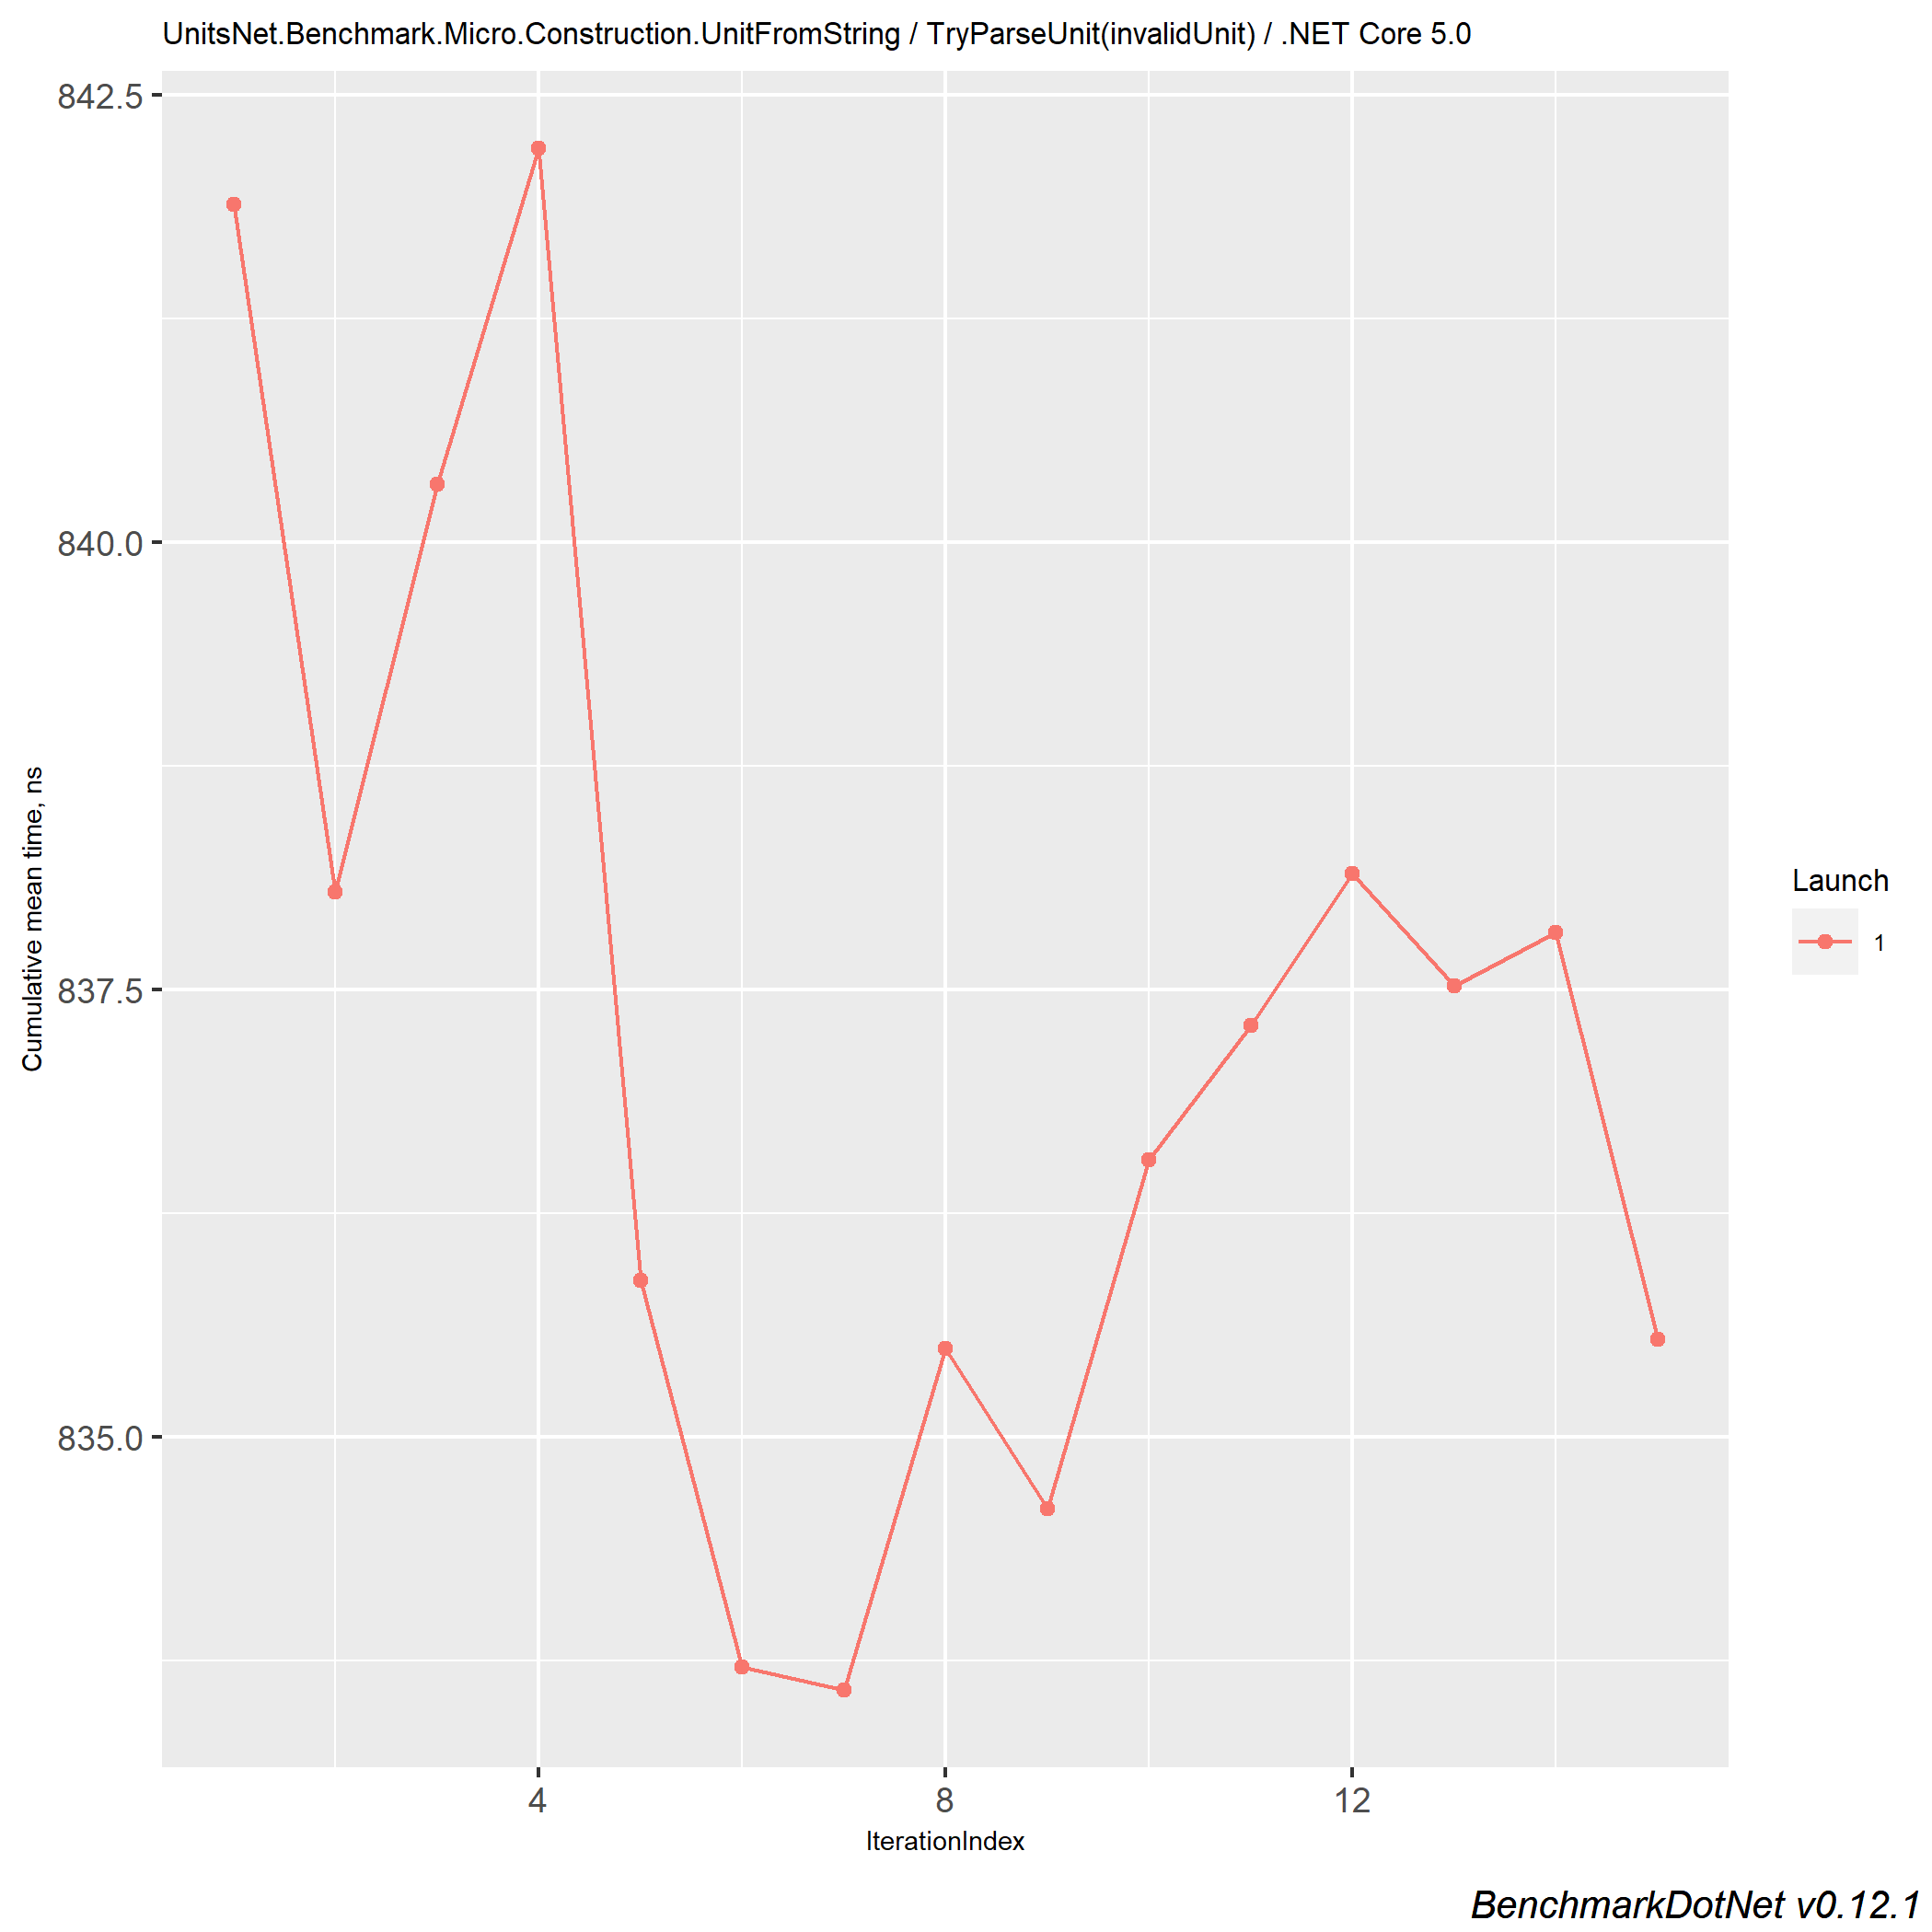 UnitsNet.Benchmark.Micro.Construction.UnitFromString / TryParseUnit(invalidUnit) / .NET Core 5.0
842.5
840.0
837.5
835.0
Cumulative mean time, ns
4
8
12
IterationIndex
Launch
1
BenchmarkDotNet v0.12.1